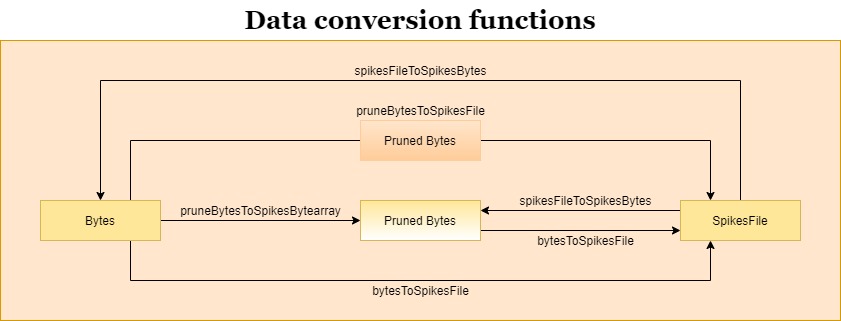 Data conversion functions
spikesFileToSpikesBytes
pruneBytesToSpikesFile
Pruned Bytes
Bytes
pruneBytesToSpikesBytearray
Pruned Bytes
spikesFileToSpikesBytes
bytesToSpikesFile
SpikesFile
bytesToSpikesFile